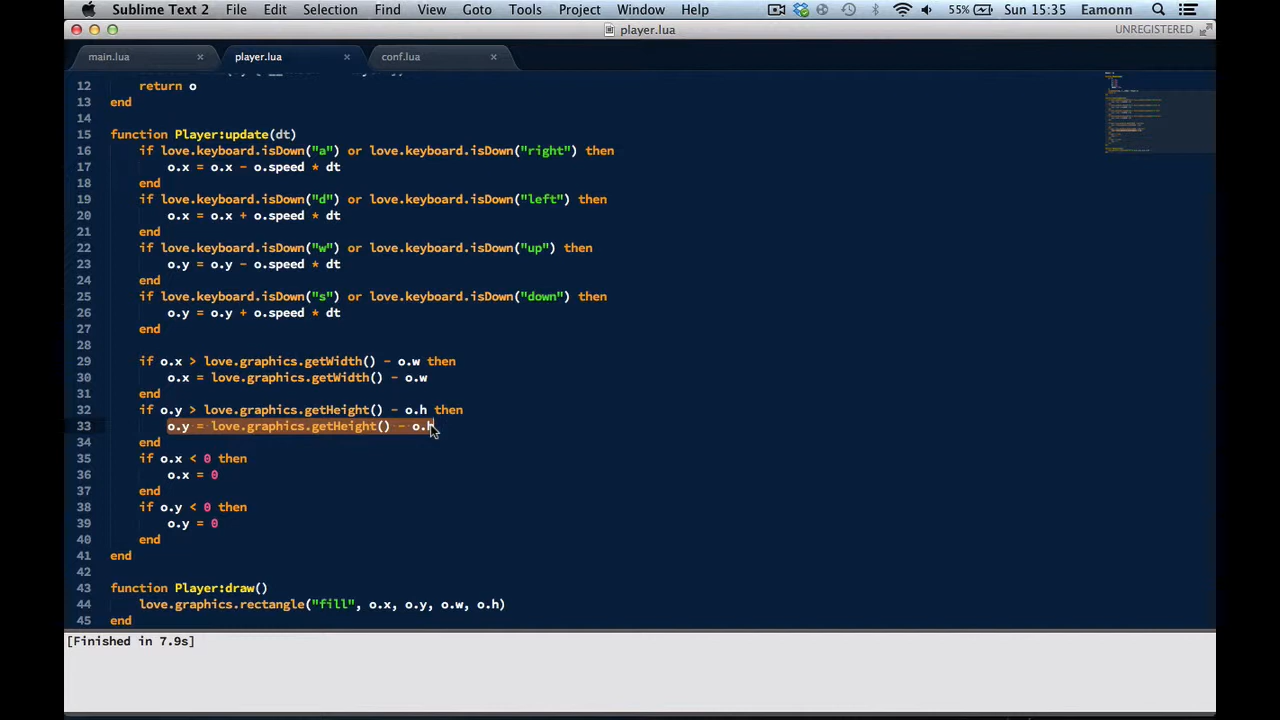 Sublime Text 2 File Edit Selection Find View Goto Tools Project Window Help 55% Sun 15:35 Eamonn
player.lua UNREGISTERED
main.lua × player.lua × conf.lua ×
12 return o
13 end
14
15 function Player:update(dt)
16 if love.keyboard.isDown("a") or love.keyboard.isDown("right") then
17 o.x = o.x - o.speed * dt
18 end
19 if love.keyboard.isDown("d") or love.keyboard.isDown("left") then
20 o.x = o.x + o.speed * dt
21 end
22 if love.keyboard.isDown("w") or love.keyboard.isDown("up") then
23 o.y = o.y - o.speed * dt
24 end
25 if love.keyboard.isDown("s") or love.keyboard.isDown("down") then
26 o.y = o.y + o.speed * dt
27 end
28
29 if o.x > love.graphics.getWidth() - o.w then
30 o.x = love.graphics.getWidth() - o.w
31 end
32 if o.y > love.graphics.getHeight() - o.h then
33 o.y = love.graphics.getHeight() - o.h
34 end
35 if o.x < 0 then
36 o.x = 0
37 end
38 if o.y < 0 then
39 o.y = 0
40 end
41 end
42
43 function Player:draw()
44 love.graphics.rectangle("fill", o.x, o.y, o.w, o.h)
45 end
[Finished in 7.9s]